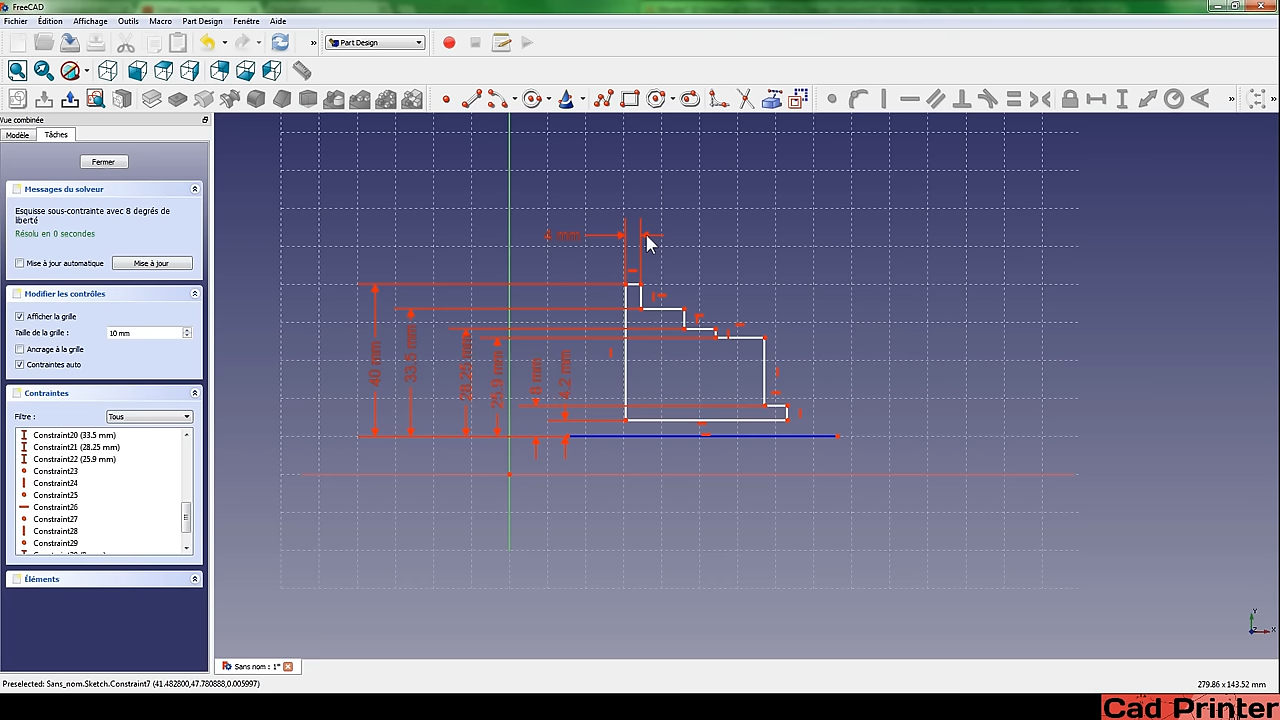 FreeCAD
Fichier Édition Affichage Outils Macro Part Design Fenêtre Aide
» Part Design
» »
Vue combinée
Modèle Tâches
Fermer
Messages du solveur
Esquisse sous-contrainte avec 8 degrés de
liberté
Résolu en 0 secondes
Mise à jour automatique Mise à jour
Modifier les contrôles
Afficher la grille
Taille de la grille : 10 mm
Ancrage à la grille
Contraintes auto
Contraintes
Filtre : Tous
Constraint20 (33.5 mm)
Constraint21 (28.25 mm)
Constraint22 (25.9 mm)
Constraint23
Constraint24
Constraint25
Constraint26
Constraint27
Constraint28
Constraint29
Éléments
40 mm
33.5 mm
28.25 mm
25.9 mm
8 mm
4.2 mm
Y
Z X
Sans nom : 1*
Preselected: Sans_nom.Sketch.Constraint7 (41.482800,47.780888,0.005997)
279.86 x 143.52 mm
Cad Printer